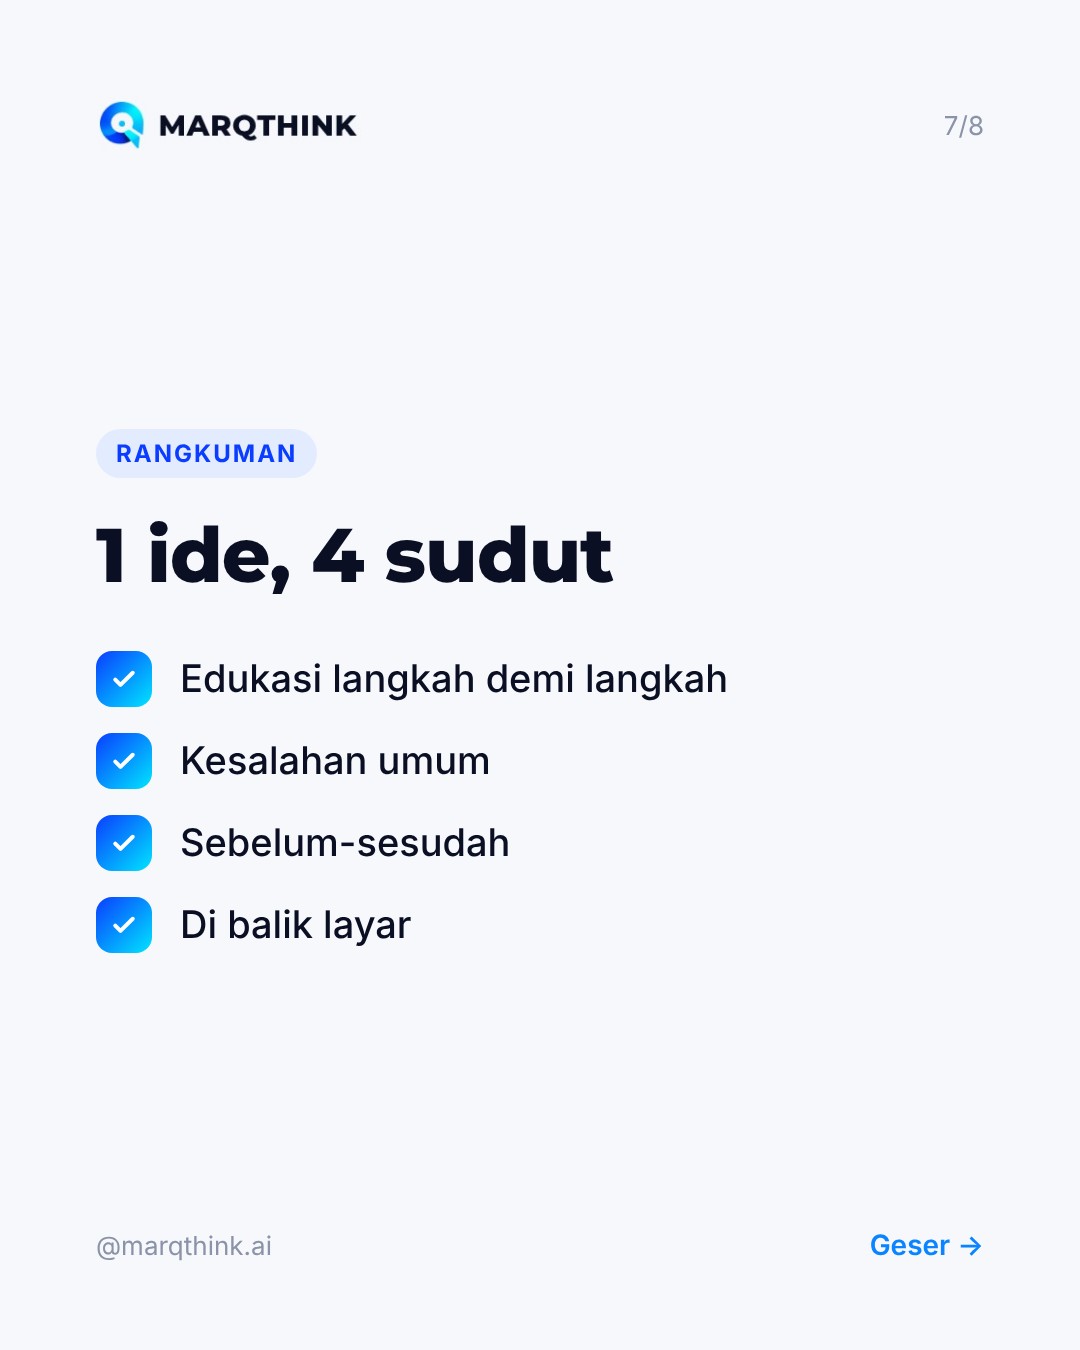 MARQTHINK
7/8
RANGKUMAN
1 ide, 4 sudut
Edukasi langkah demi langkah
Kesalahan umum
Sebelum-sesudah
Di balik layar
@marqthink.ai
Geser →